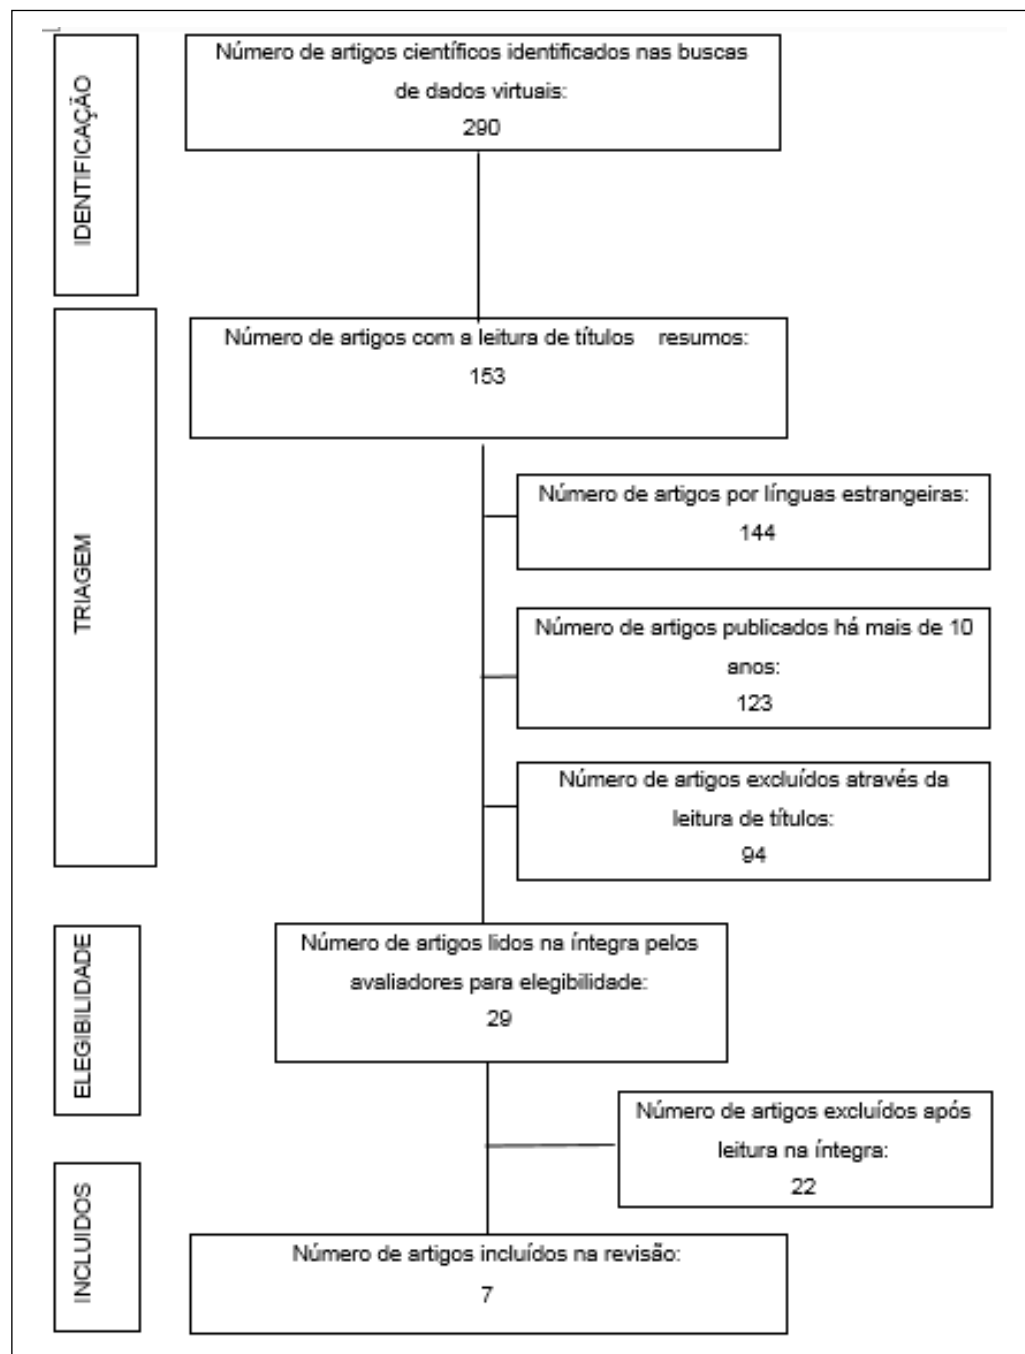 IDENTIFICAÇÃO
Número de artigos científicos identificados nas buscas
de dados virtuais:
290
TRIAGEM
Número de artigos com a leitura de títulos resumos:
153
Número de artigos por línguas estrangeiras:
144
Número de artigos publicados há mais de 10
anos:
123
Número de artigos excluídos através da
leitura de títulos:
94
ELEGIBILIDADE
Número de artigos lidos na íntegra pelos
avaliadores para elegibilidade:
29
Número de artigos excluídos após
leitura na íntegra:
22
INCLUIDOS
Número de artigos incluídos na revisão:
7